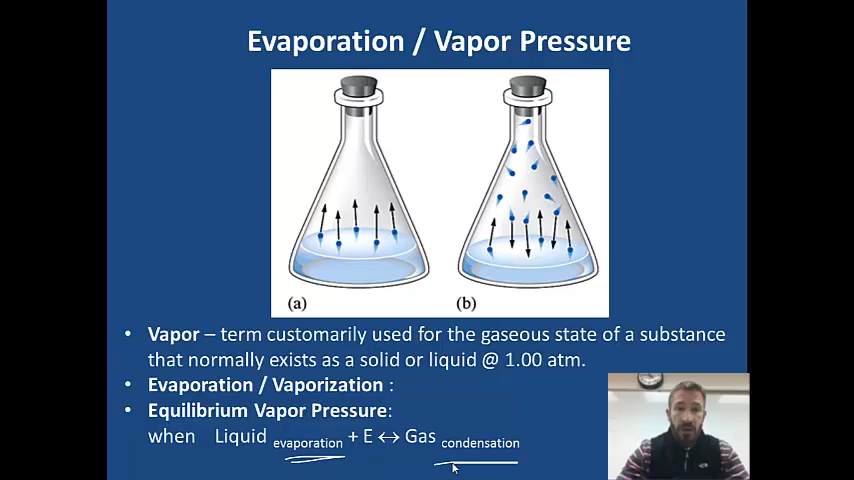 Evaporation / Vapor Pressure
(a) (b)
• Vapor – term customarily used for the gaseous state of a substance
that normally exists as a solid or liquid @ 1.00 atm.
• Evaporation / Vaporization :
• Equilibrium Vapor Pressure:
when Liquid evaporation + E ↔ Gas condensation